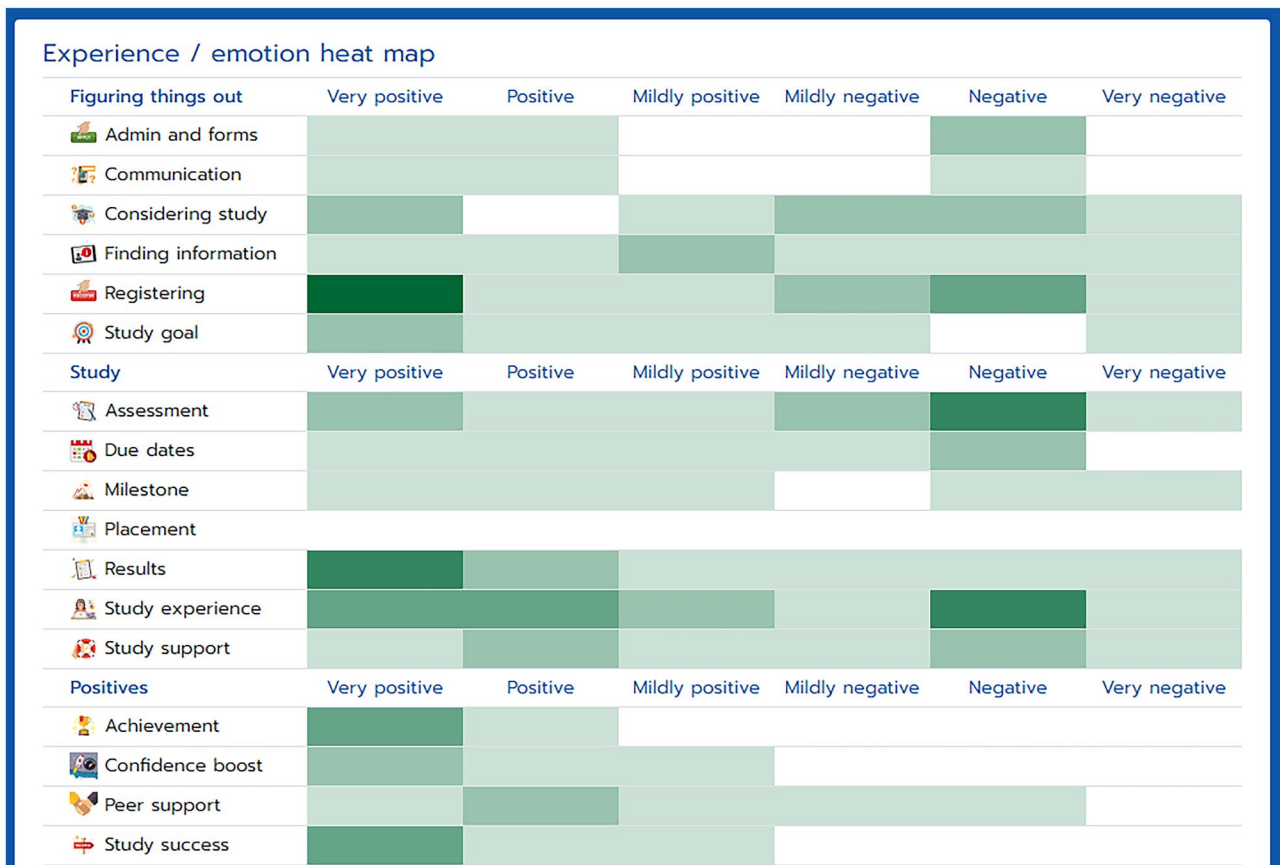 Experience / emotion heat map
Figuring things out Very positive Positive Mildly positive Mildly negative Negative Very negative
Admin and forms
Communication
Considering study
Finding information
Registering
Study goal
Study Very positive Positive Mildly positive Mildly negative Negative Very negative
Assessment
Due dates
Milestone
Placement
Results
Study experience
Study support
Positives Very positive Positive Mildly positive Mildly negative Negative Very negative
Achievement
Confidence boost
Peer support
Study success